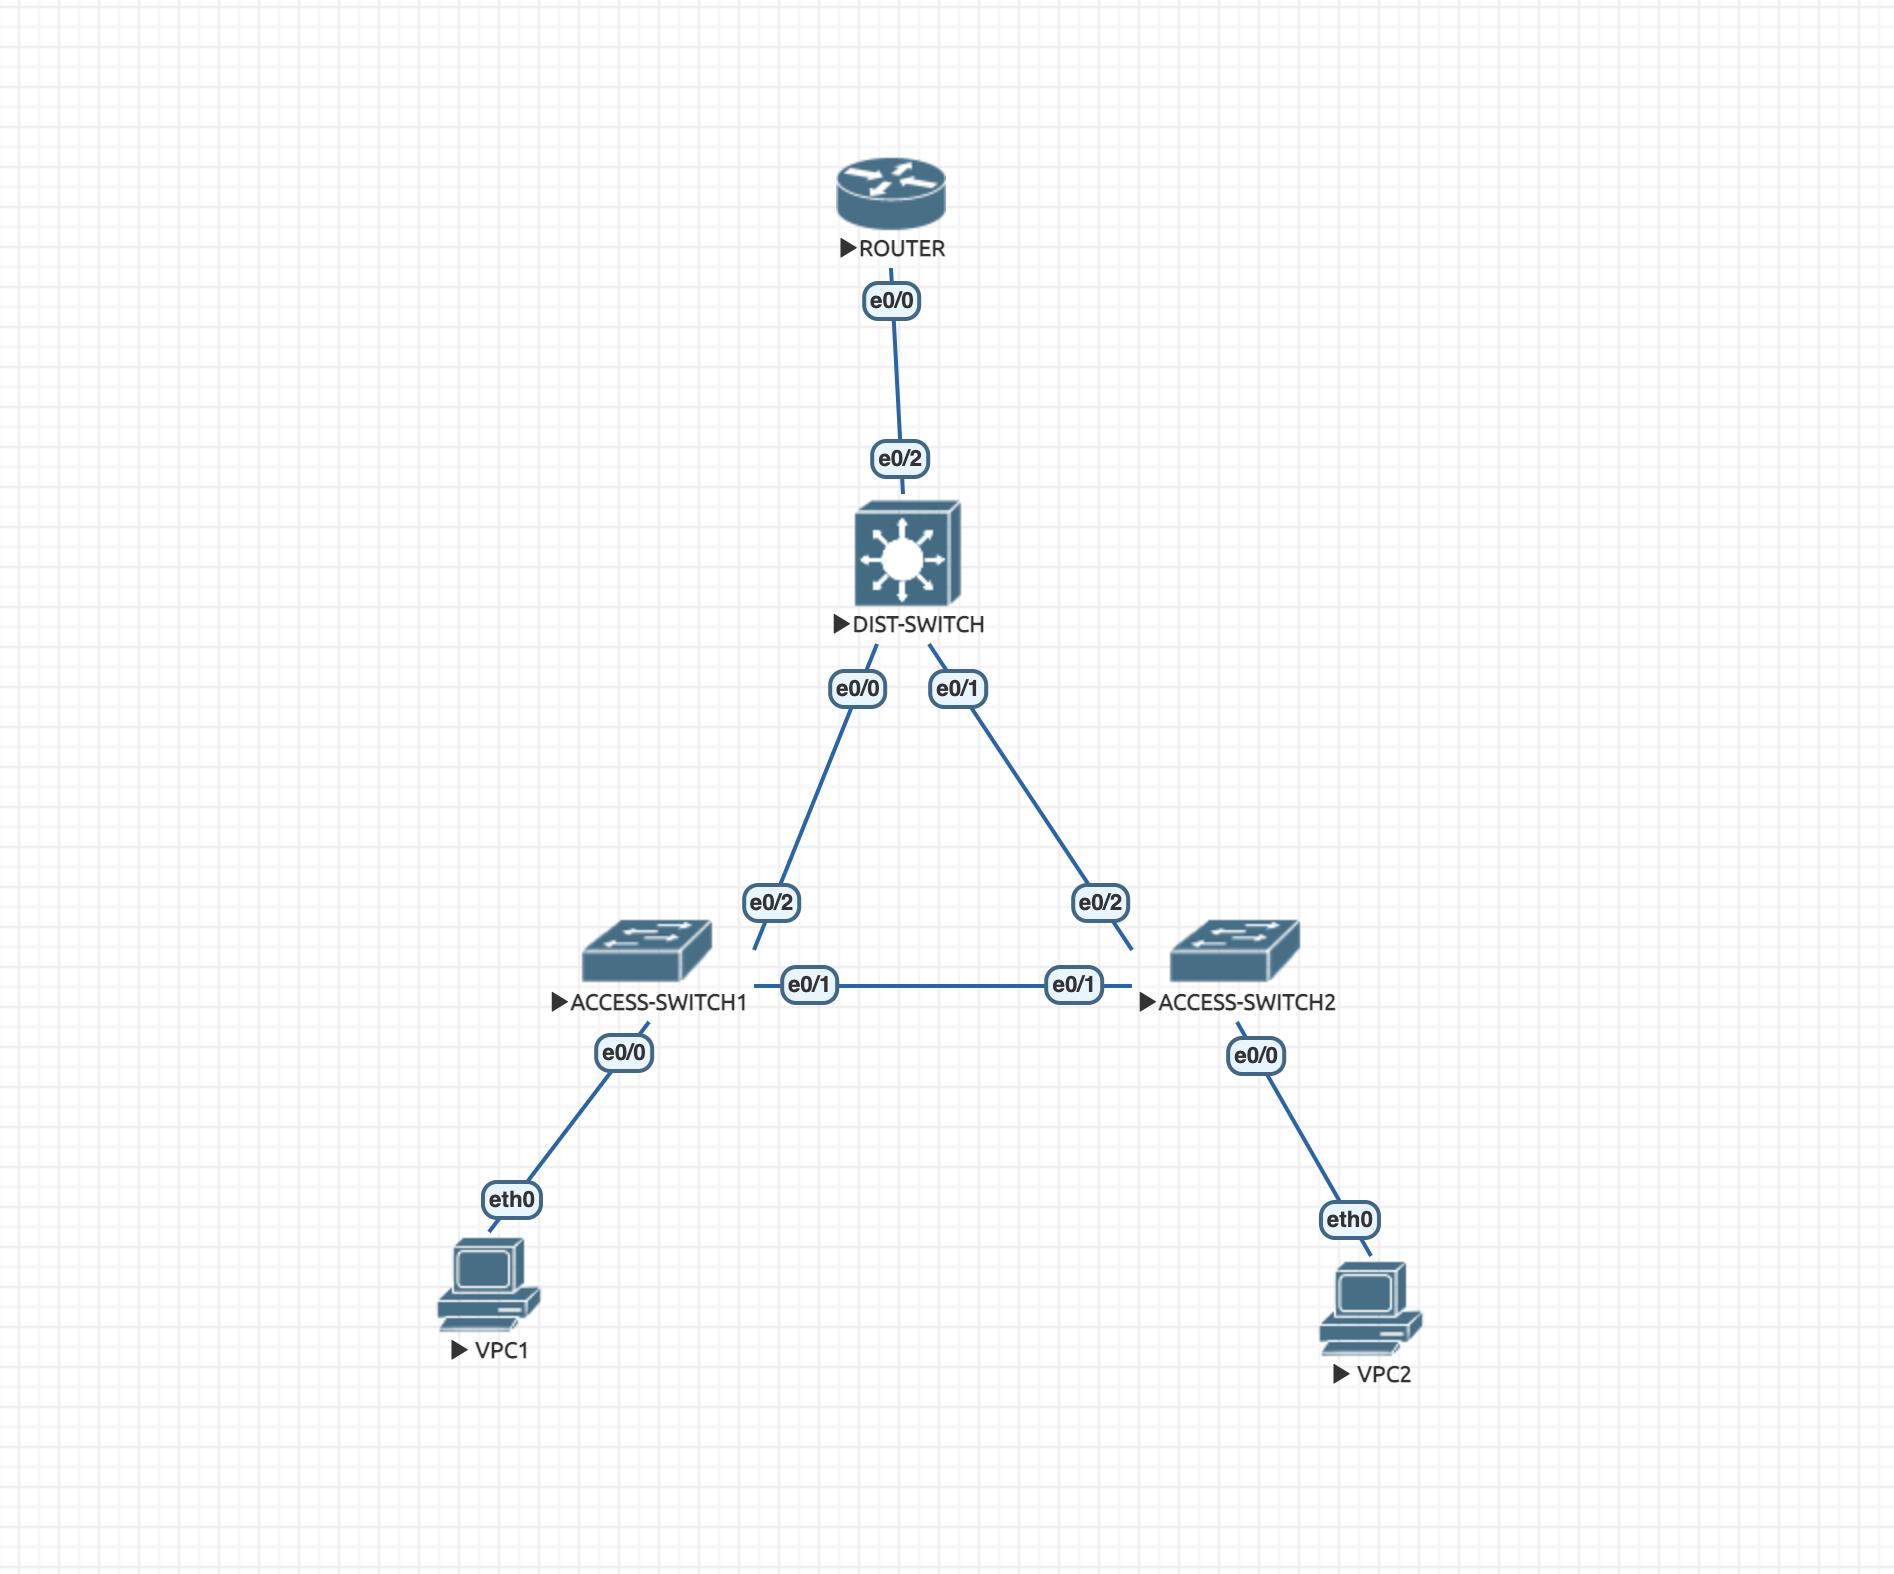 ROUTER
e0/0
e0/2
DIST-SWITCH
e0/0 e0/1
e0/2 e0/2
e0/1 e0/1
ACCESS-SWITCH1 ACCESS-SWITCH2
e0/0 e0/0
eth0 eth0
VPC1 VPC2